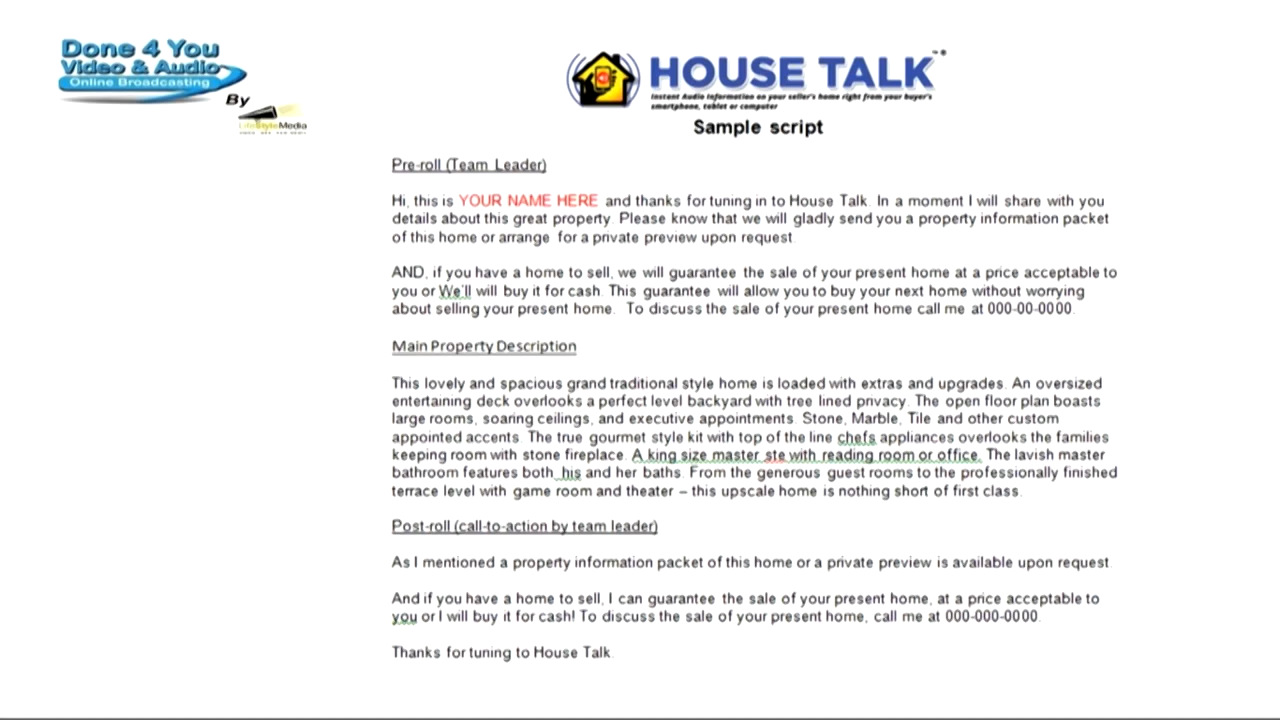 Done 4 You
Video & Audio
Online Broadcasting
By
LifeStyleMedia
HOUSE TALK™®
Instant Audio Information on your seller's home right from your buyer's
smartphone, tablet or computer
Sample script
Pre-roll (Team Leader)
Hi, this is YOUR NAME HERE and thanks for tuning in to House Talk. In a moment I will share with you
details about this great property. Please know that we will gladly send you a property information packet
of this home or arrange for a private preview upon request.
AND, if you have a home to sell, we will guarantee the sale of your present home at a price acceptable to
you or We'll will buy it for cash. This guarantee will allow you to buy your next home without worrying
about selling your present home. To discuss the sale of your present home call me at 000-00-0000.
Main Property Description
This lovely and spacious grand traditional style home is loaded with extras and upgrades. An oversized
entertaining deck overlooks a perfect level backyard with tree lined privacy. The open floor plan boasts
large rooms, soaring ceilings, and executive appointments. Stone, Marble, Tile and other custom
appointed accents. The true gourmet style kit with top of the line chefs appliances overlooks the families
keeping room with stone fireplace. A king size master ste with reading room or office. The lavish master
bathroom features both his and her baths. From the generous guest rooms to the professionally finished
terrace level with game room and theater – this upscale home is nothing short of first class.
Post-roll (call-to-action by team leader)
As I mentioned a property information packet of this home or a private preview is available upon request.
And if you have a home to sell, I can guarantee the sale of your present home, at a price acceptable to
you or I will buy it for cash! To discuss the sale of your present home, call me at 000-000-0000.
Thanks for tuning to House Talk.